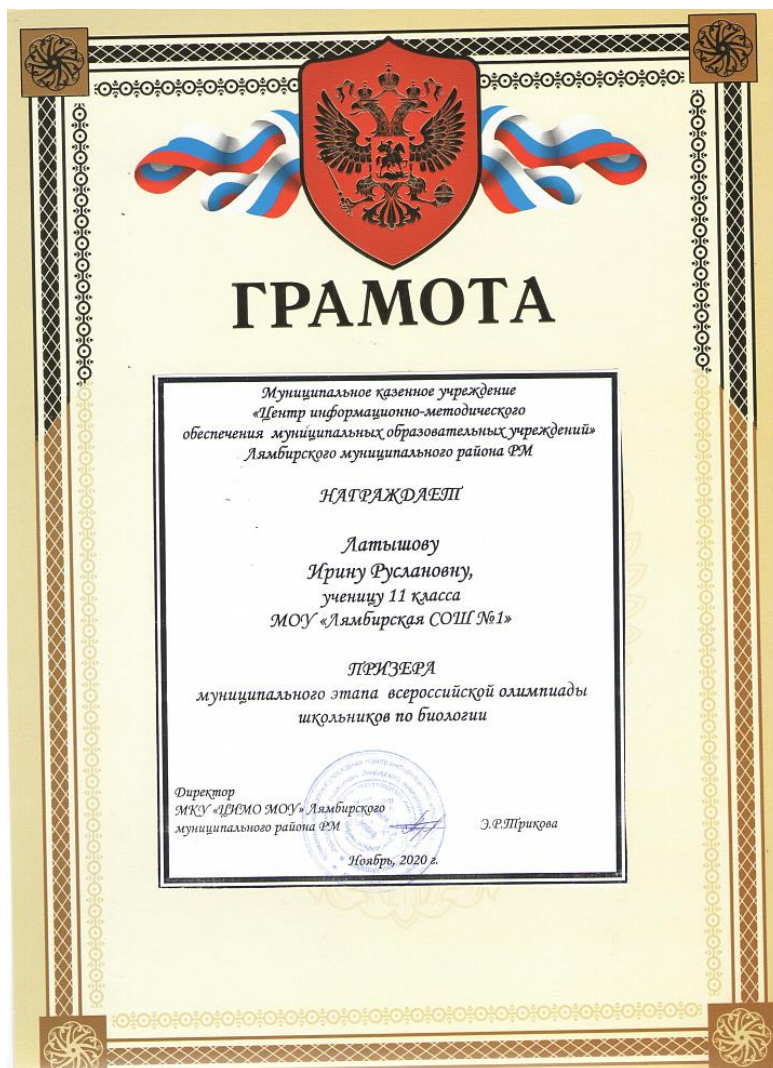 ГРАМОТА
Муниципальное казенное учреждение
«Центр информационно-методического
обеспечения муниципальных образовательных учреждений»
Лямбирского муниципального района РМ
НАГРАЖДАЕТ
Латышову
Ирину Руслановну,
ученицу 11 класса
МОУ «Лямбирская СОШ №1»
ПРИЗЕРА
муниципального этапа всероссийской олимпиады
школьников по биологии
Директор
МКУ «ЦИМО МОУ» Лямбирского
муниципального района РМ
Э.Р.Трикова
Ноябрь, 2020 г.